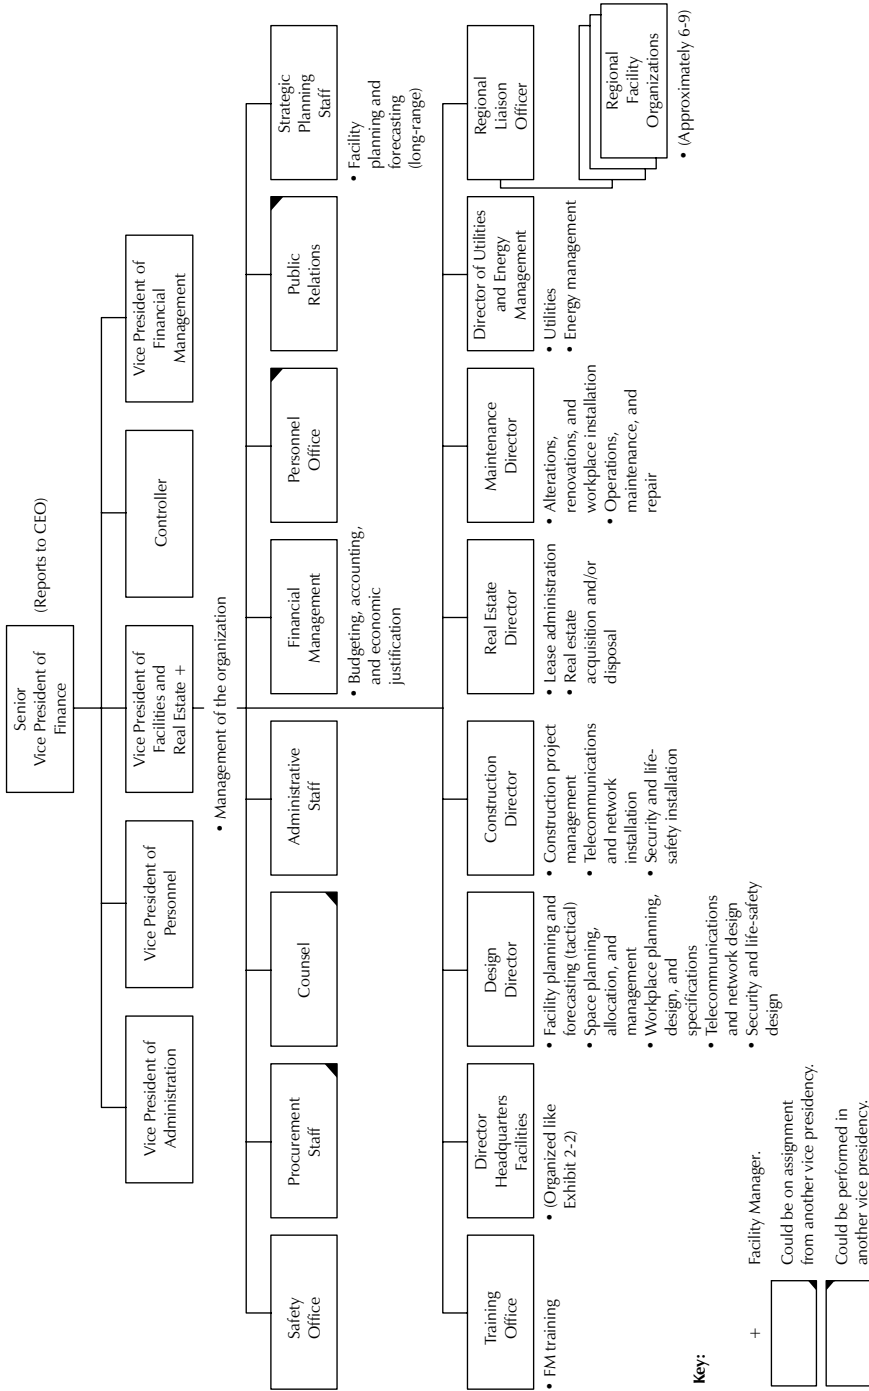 Senior
Vice President of
Finance
(Reports to CEO)
Vice President of
Administration
Vice President of
Personnel
Vice President of
Facilities and
Real Estate +
Controller
Vice President of
Financial
Management
• Management of the organization
Safety
Office
Procurement
Staff
Counsel
Administrative
Staff
Financial
Management
• Budgeting, accounting,
and economic
justification
Personnel
Office
Public
Relations
Strategic
Planning
Staff
• Facility
planning and
forecasting
(long-range)
Training
Office
• FM training
Director
Headquarters
Facilities
• (Organized like
Exhibit 2-2)
Design
Director
• Facility planning and
forecasting (tactical)
• Space planning,
allocation, and
management
• Workplace planning,
design, and
specifications
• Telecommunications
and network design
• Security and life-safety
design
Construction
Director
• Construction project
management
• Telecommunications
and network
installation
• Security and life-
safety installation
Real Estate
Director
• Lease administration
• Real estate
acquisition and/or
disposal
Maintenance
Director
• Alterations,
renovations, and
workplace installation
• Operations,
maintenance, and
repair
Director of Utilities
and Energy
Management
• Utilities
• Energy management
Regional
Liaison
Officer
Regional
Facility
Organizations
• (Approximately 6-9)
Key:
+ Facility Manager.
Could be on assignment
from another vice presidency.
Could be performed in
another vice presidency.